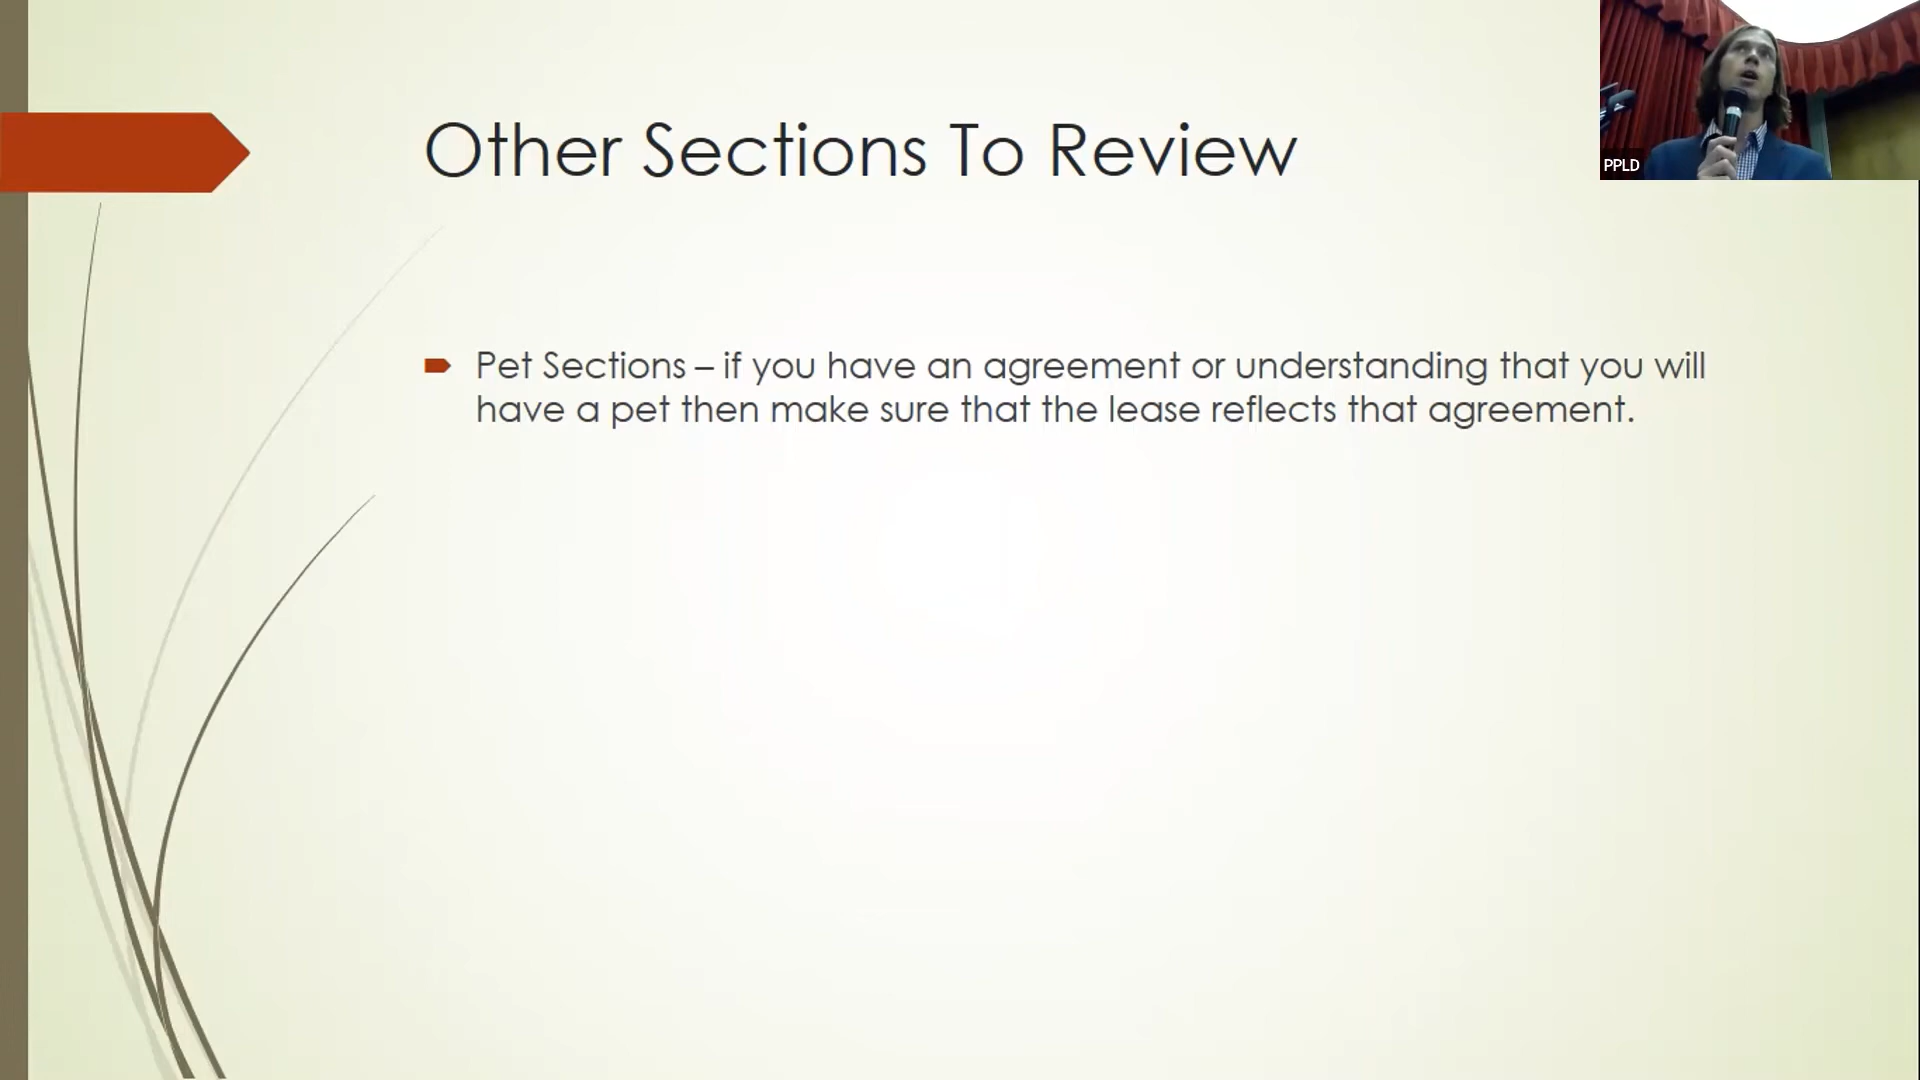 Other Sections To Review
PPLD
Pet Sections – if you have an agreement or understanding that you will
have a pet then make sure that the lease reflects that agreement.